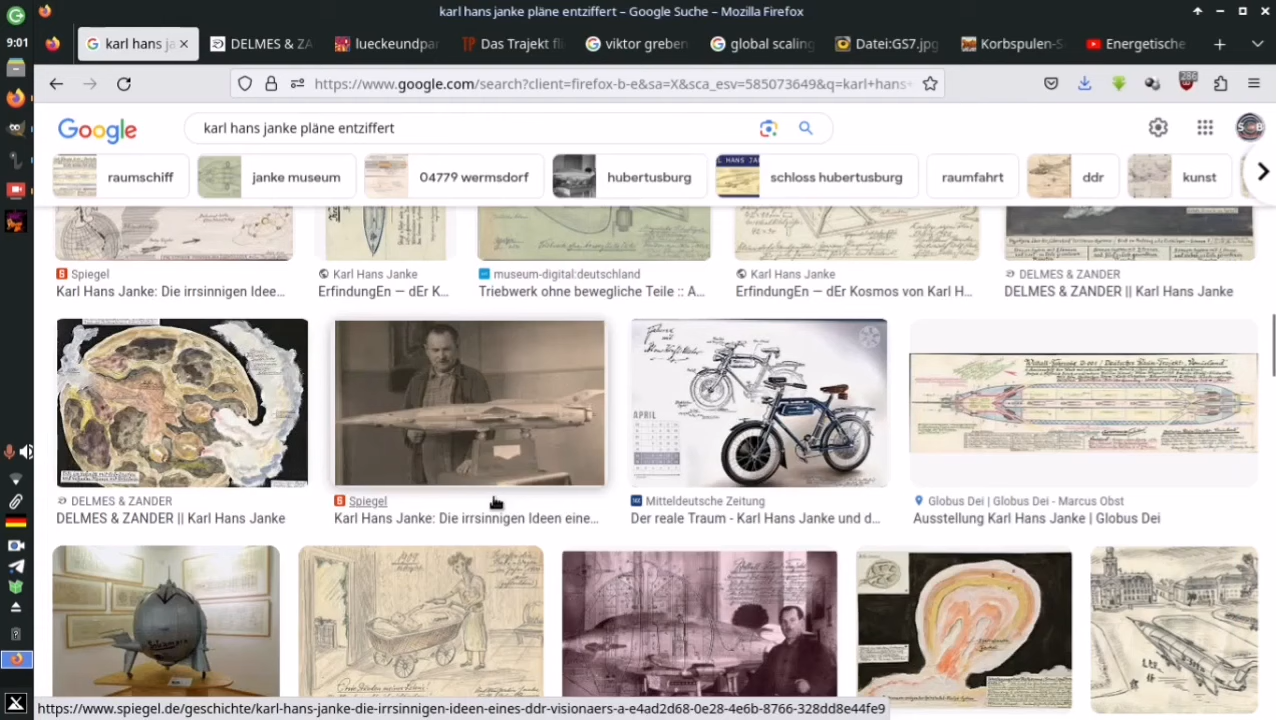 karl hans janke pläne entziffert – Google Suche – Mozilla Firefox
9:01
karl hans ja
DELMES & ZA
lueckeundpar
Das Trajekt fli
viktor greben
global scaling
Datei:GS7.jpg
Korbspulen-S
Energetische
https://www.google.com/search?client=firefox-b-e&sa=X&sca_esv=585073649&q=karl+hans+
286
Google
karl hans janke pläne entziffert
raumschiff
janke museum
04779 wermsdorf
hubertusburg
schloss hubertusburg
raumfahrt
ddr
kunst
Spiegel
Karl Hans Janke: Die irrsinnigen Idee...
Karl Hans Janke
ErfindungEn — dEr K...
museum-digital:deutschland
Triebwerk ohne bewegliche Teile :: A...
Karl Hans Janke
ErfindungEn — dEr Kosmos von Karl H...
DELMES & ZANDER
DELMES & ZANDER || Karl Hans Janke
APRIL
DELMES & ZANDER
DELMES & ZANDER || Karl Hans Janke
Spiegel
Karl Hans Janke: Die irrsinnigen Ideen eine...
Mitteldeutsche Zeitung
Der reale Traum - Karl Hans Janke und d...
Globus Dei | Globus Dei - Marcus Obst
Ausstellung Karl Hans Janke | Globus Dei
https://www.spiegel.de/geschichte/karl-hans-janke-die-irrsinnigen-ideen-eines-ddr-visionaers-a-e4ad2d68-0e28-4e6b-8766-328dd8e44fe9